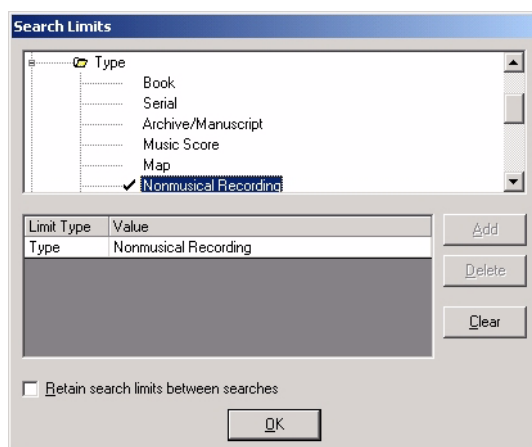 Search Limits
Type
Book
Serial
Archive/Manuscript
Music Score
Map
Nonmusical Recording
Limit Type Value
Type Nonmusical Recording
Add
Delete
Clear
Retain search limits between searches
OK